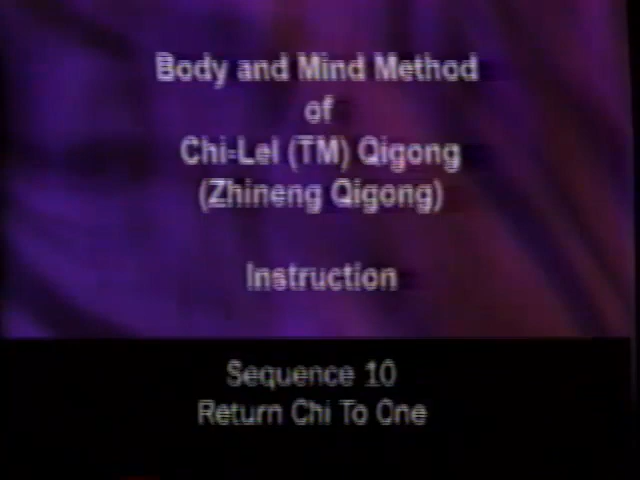 Body and Mind Method
of
Chi-Lel (TM) Qigong
(Zhineng Qigong)
Instruction
Sequence 10
Return Chi To One